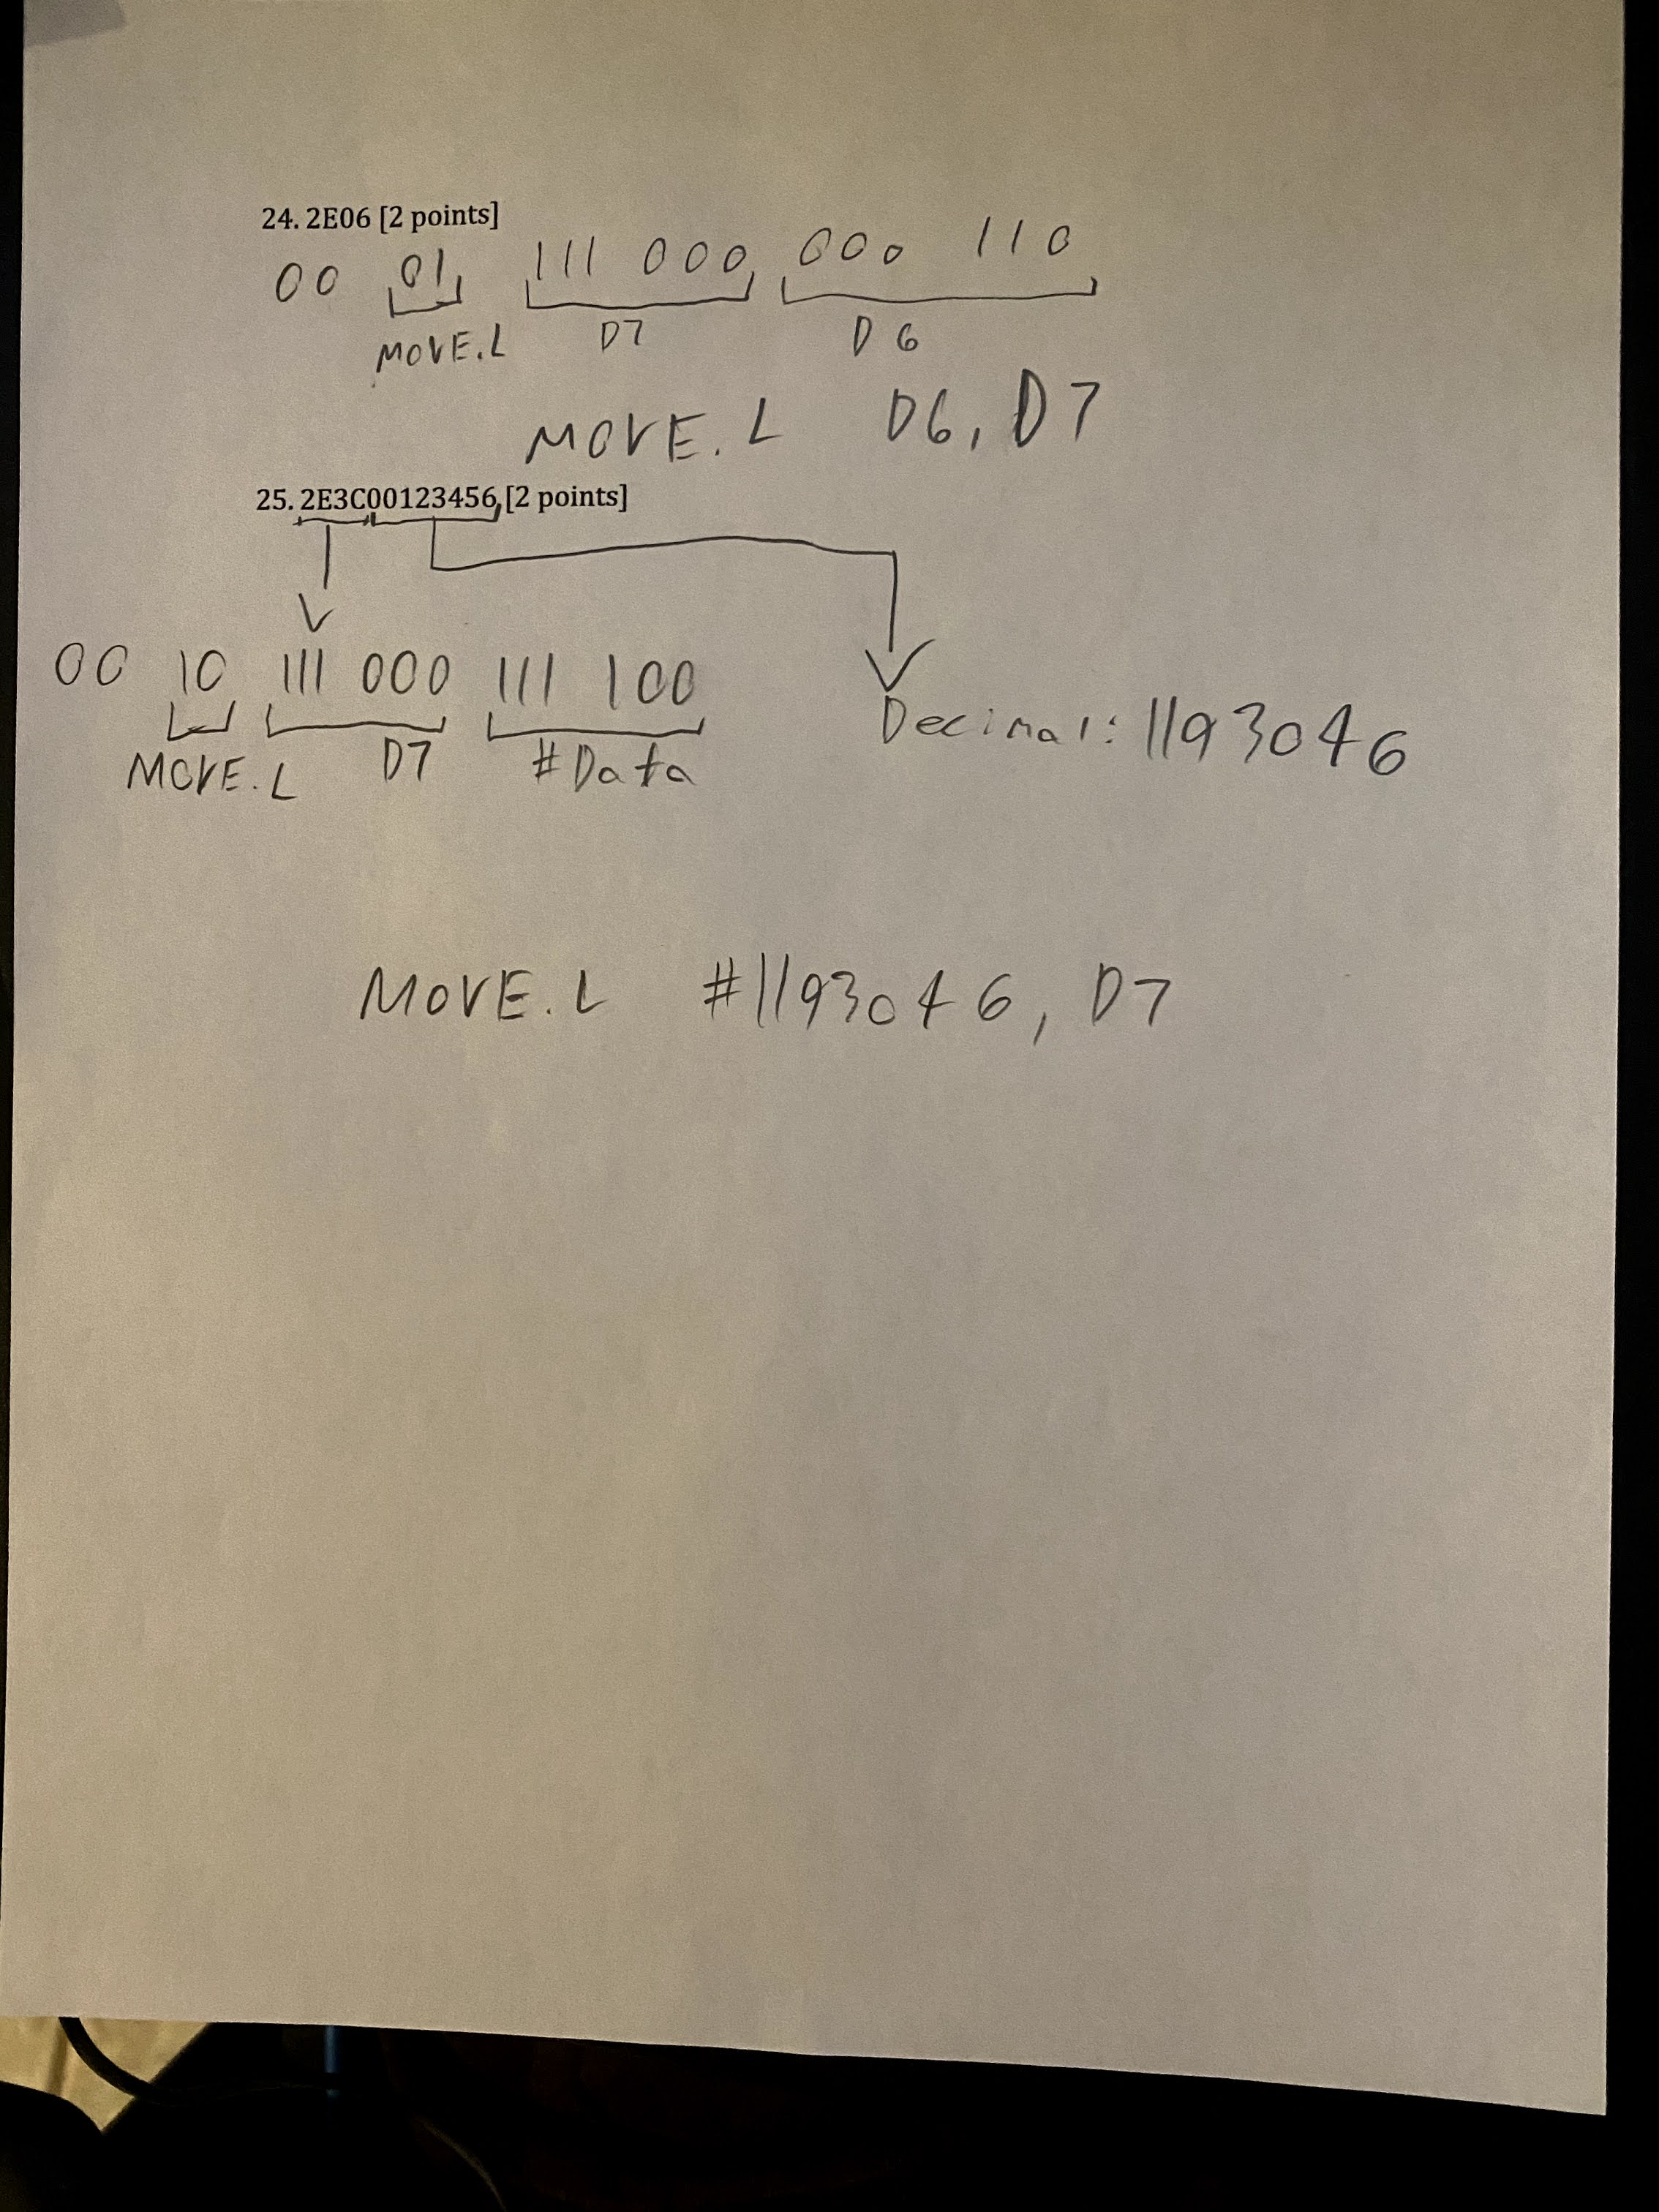 24. 2E06 [2 points]
00 01 111 000 000 110
MOVE.L D7 D6
MOVE.L D6, D7
25. 2E3C00123456 [2 points]
00 10 111 000 111 100
MOVE.L D7 #Data
Decimal: 1193046
MOVE.L #1193046, D7